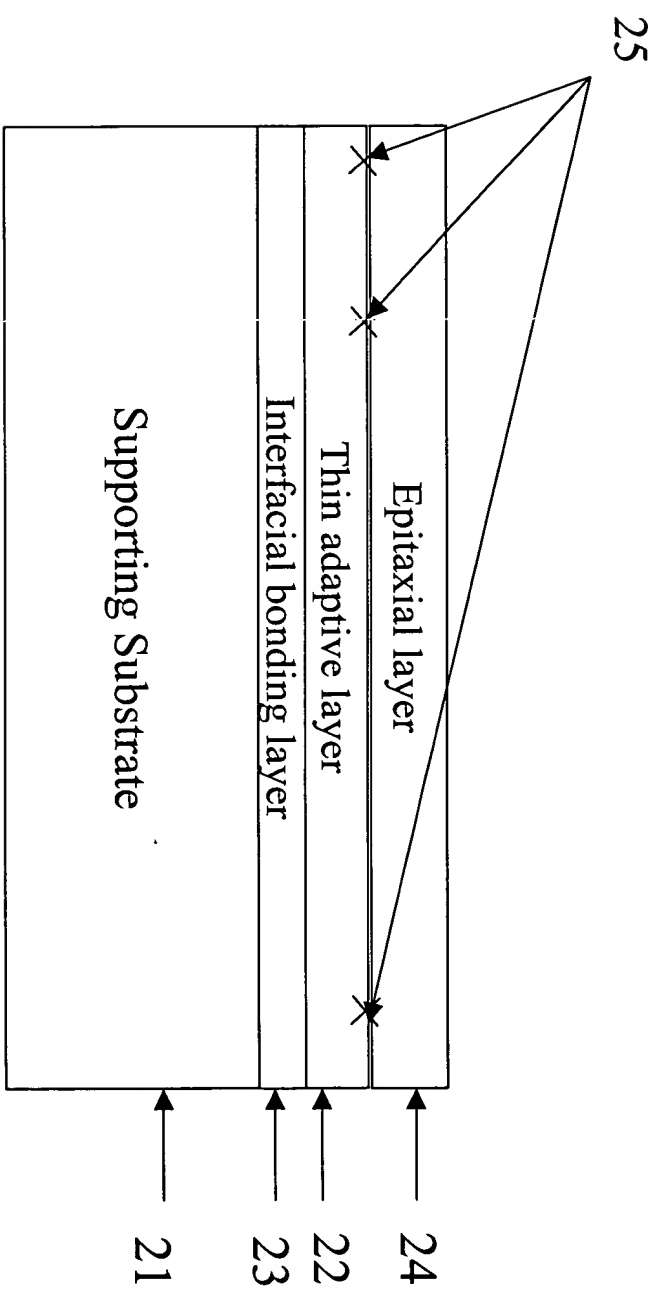 25
Epitaxial layer
24
Thin adaptive layer
22
Interfacial bonding layer
23
Supporting Substrate
21